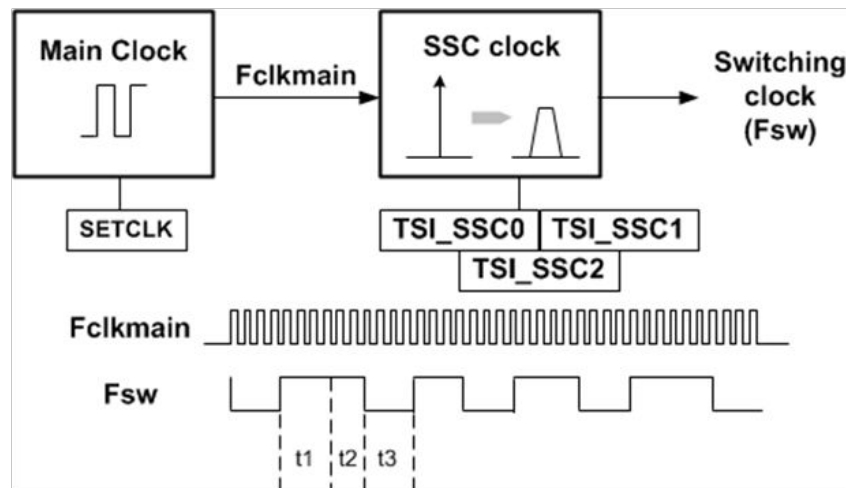 Main Clock
Fclkmain
SSC clock
Switching
clock
(Fsw)
SETCLK
TSI_SSC0
TSI_SSC1
TSI_SSC2
Fclkmain
Fsw
t1
t2
t3